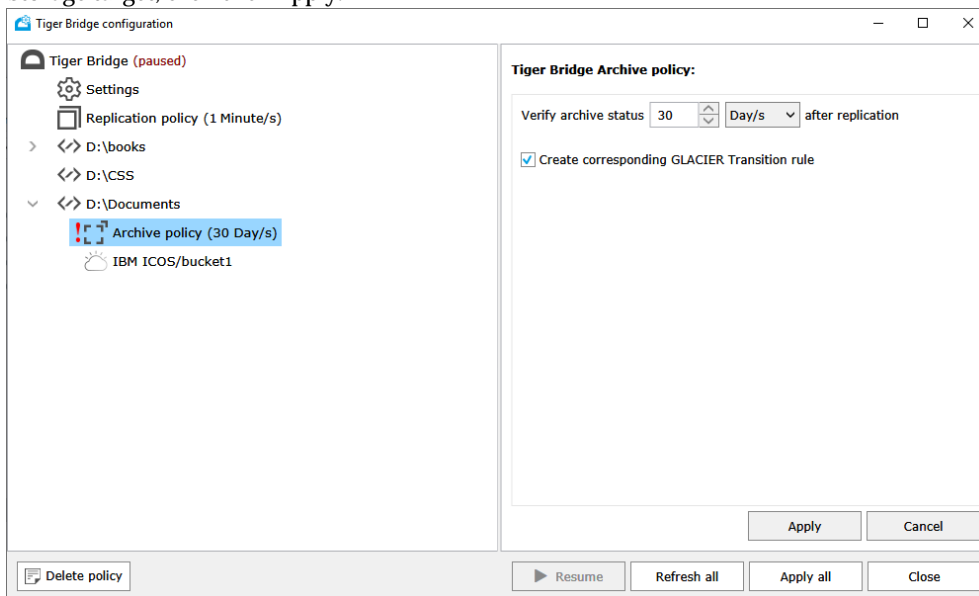 Tiger Bridge configuration
Tiger Bridge (paused)
Settings
Replication policy (1 Minute/s)
D:\books
D:\CSS
D:\Documents
Archive policy (30 Day/s)
IBM ICOS/bucket1
Tiger Bridge Archive policy:
Verify archive status 30 Day/s after replication
Create corresponding GLACIER Transition rule
Apply Cancel
Delete policy
Resume Refresh all Apply all Close